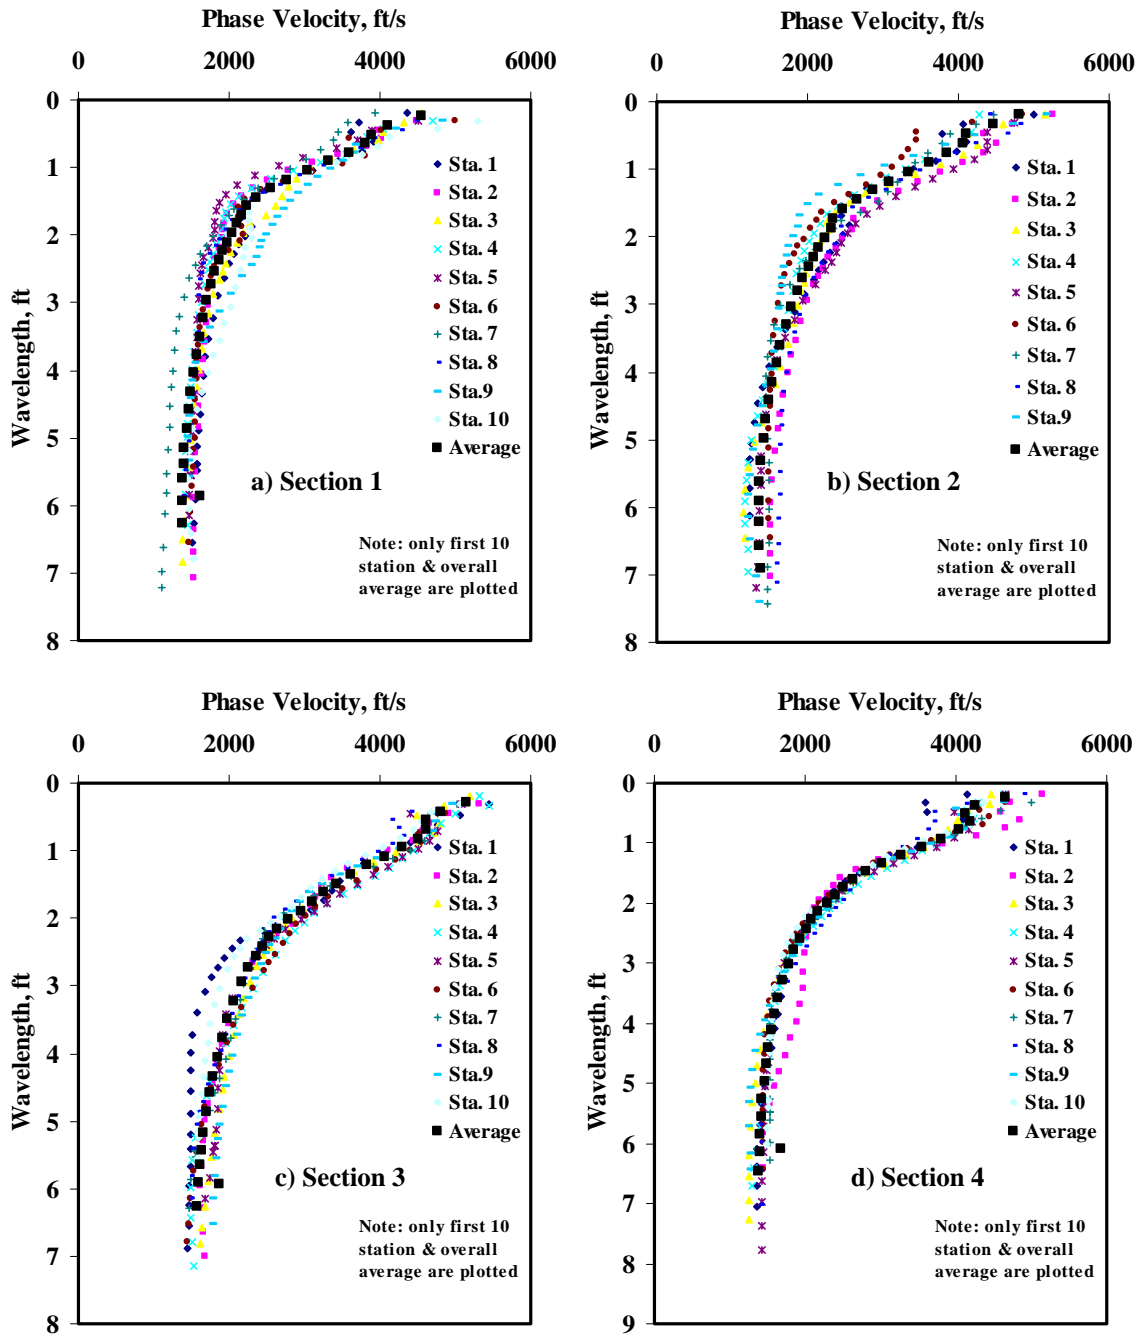 Phase Velocity, ft/s
0 2000 4000 6000
0
1
2
3
4
5
6
7
8
Wavelength, ft
Sta. 1
Sta. 2
Sta. 3
Sta. 4
Sta. 5
Sta. 6
Sta. 7
Sta. 8
Sta.9
Sta. 10
Average
a) Section 1
Note: only first 10
station & overall
average are plotted
Phase Velocity, ft/s
0 2000 4000 6000
0
1
2
3
4
5
6
7
8
Wavelength, ft
Sta. 1
Sta. 2
Sta. 3
Sta. 4
Sta. 5
Sta. 6
Sta. 7
Sta. 8
Sta.9
Average
b) Section 2
Note: only first 10
station & overall
average are plotted
Phase Velocity, ft/s
0 2000 4000 6000
0
1
2
3
4
5
6
7
8
Wavelength, ft
Sta. 1
Sta. 2
Sta. 3
Sta. 4
Sta. 5
Sta. 6
Sta. 7
Sta. 8
Sta.9
Sta. 10
Average
c) Section 3
Note: only first 10
station & overall
average are plotted
Phase Velocity, ft/s
0 2000 4000 6000
0
1
2
3
4
5
6
7
8
9
Wavelength, ft
Sta. 1
Sta. 2
Sta. 3
Sta. 4
Sta. 5
Sta. 6
Sta. 7
Sta. 8
Sta.9
Sta. 10
Average
d) Section 4
Note: only first 10
station & overall
average are plotted